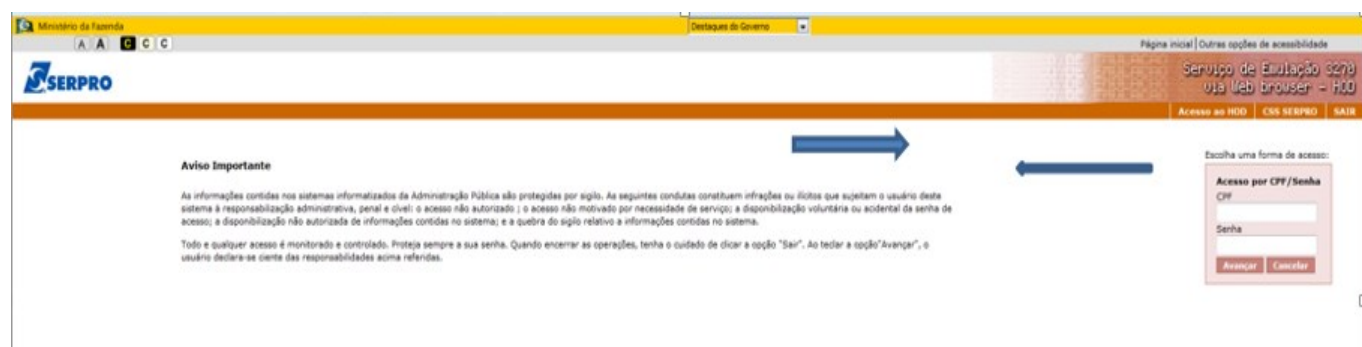 Ministério da Fazenda
Destaques do Governo
A A C C C
Página inicial | Outras opções de acessibilidade
SERPRO
Serviço de Emulação 3270
via Web browser - HOD
Acesso ao HOD | CSS SERPRO | SAIR
Escolha uma forma de acesso:
Aviso Importante
As informações contidas nos sistemas informatizados da Administração Pública são protegidas por sigilo. As seguintes condutas constituem infrações ou ilícitos que sujeitam o usuário deste
sistema à responsabilização administrativa, penal e cível: o acesso não autorizado ; o acesso não motivado por necessidade de serviço; a disponibilização voluntária ou acidental da senha de
acesso; a disponibilização não autorizada de informações contidas no sistema; e a quebra do sigilo relativo a informações contidas no sistema.
Todo e qualquer acesso é monitorado e controlado. Proteja sempre a sua senha. Quando encerrar as operações, tenha o cuidado de clicar a opção "Sair". Ao teclar a opção"Avançar", o
usuário declara-se ciente das responsabilidades acima referidas.
Acesso por CPF/Senha
CPF
Senha
Avançar Cancelar